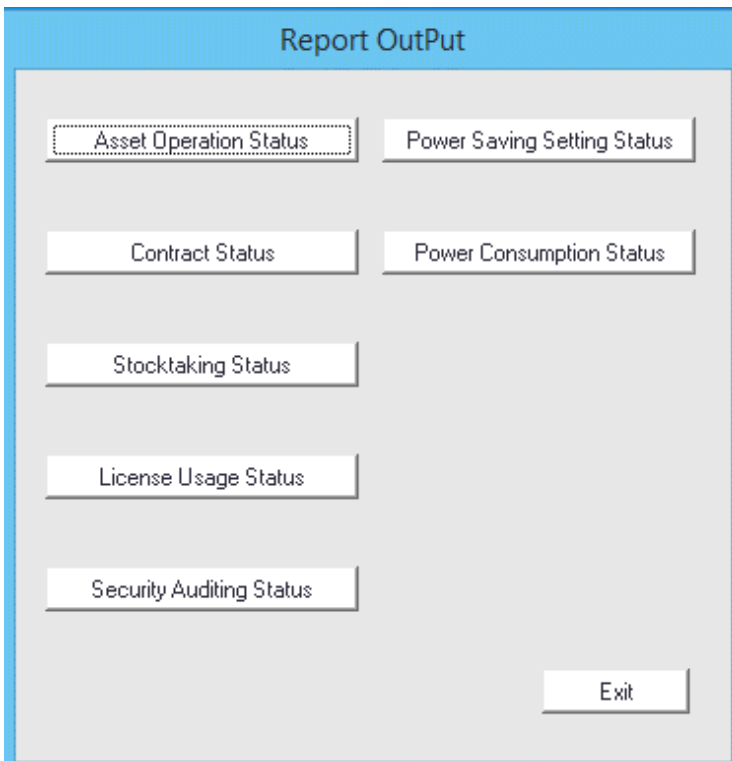 Report OutPut
Asset Operation Status
Power Saving Setting Status
Contract Status
Power Consumption Status
Stocktaking Status
License Usage Status
Security Auditing Status
Exit